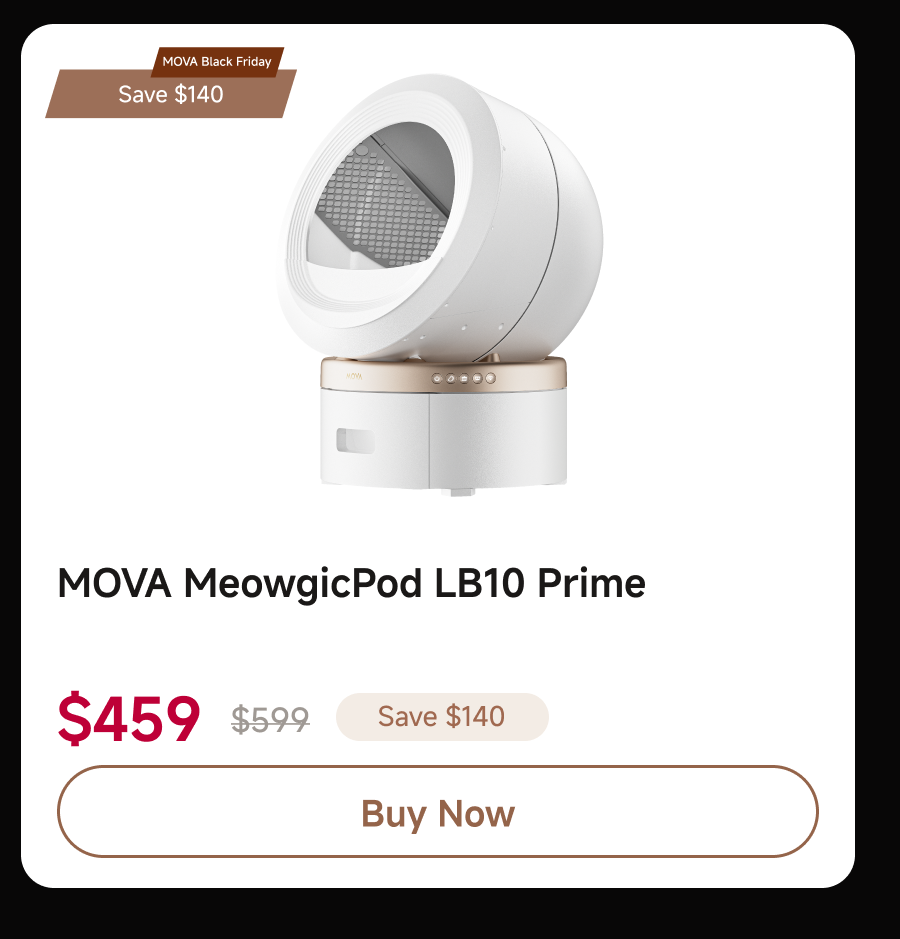 MOVA Black Friday
Save $140
MOVA
MOVA MeowgicPod LB10 Prime
$459 $599 Save $140
Buy Now